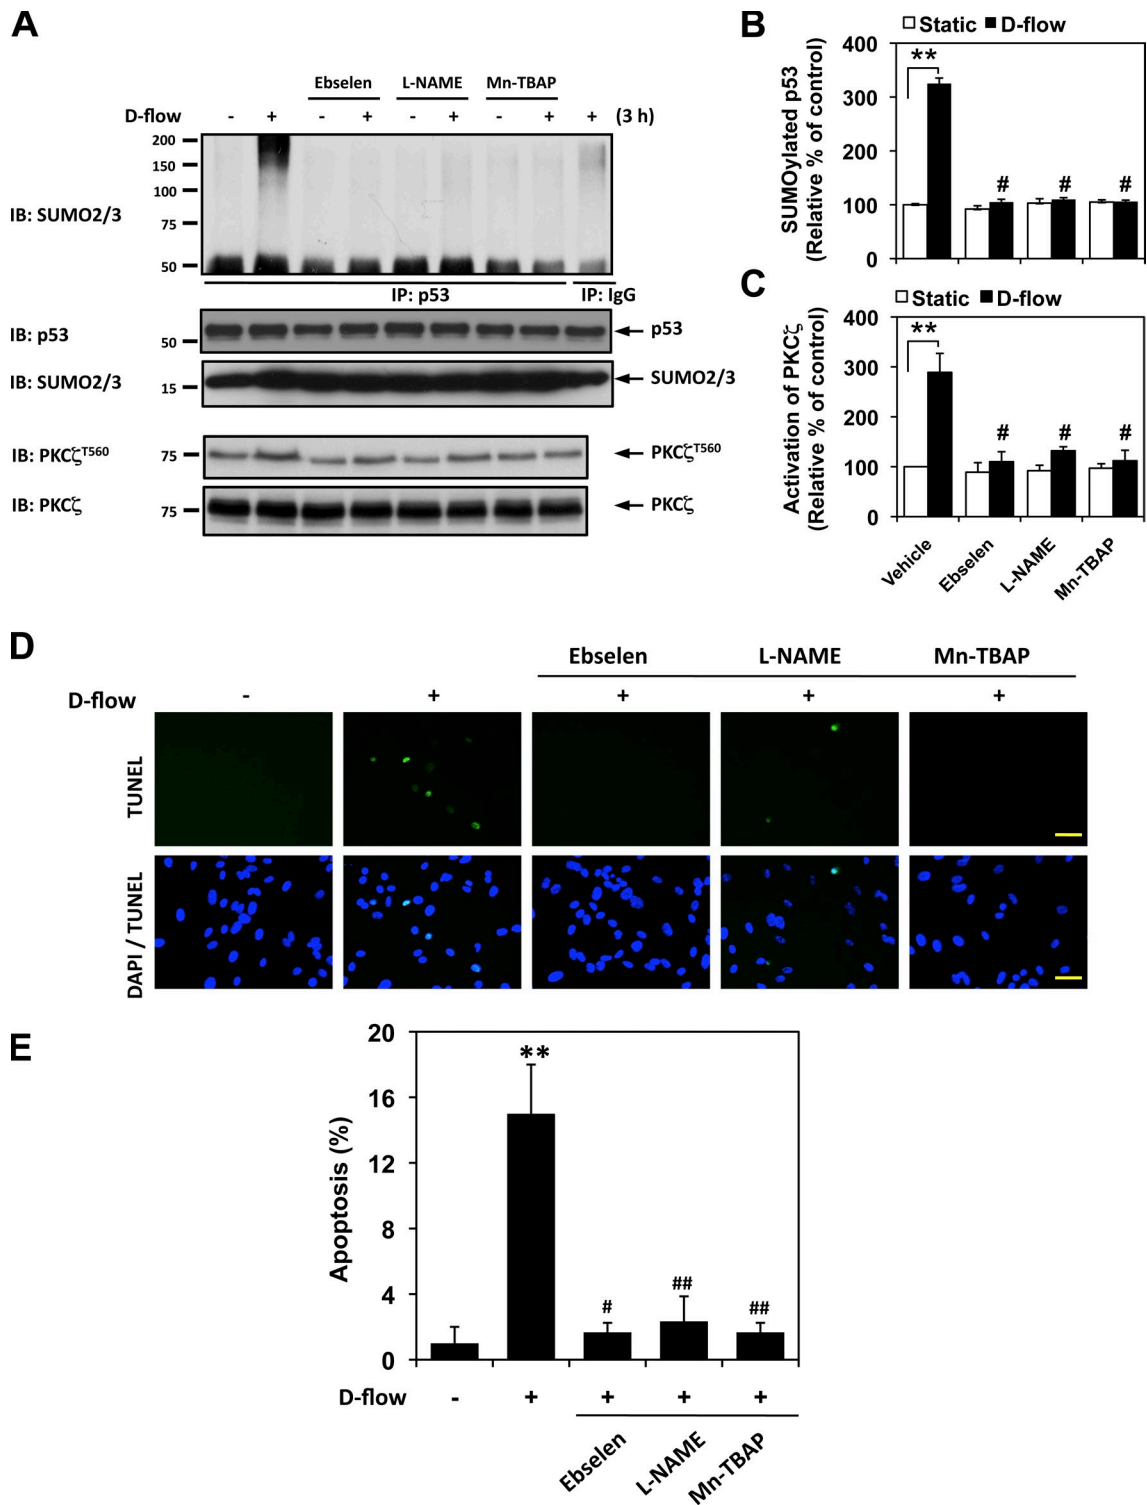 A
Ebselen L-NAME Mn-TBAP
D-flow - + - + - + - + + (3 h)
200
150
100
IB: SUMO2/3
75
50
IP: p53 IP: IgG
IB: p53 50 p53
IB: SUMO2/3 15 SUMO2/3
IB: PKCζT560 75 PKCζT560
IB: PKCζ 75 PKCζ
B
Static D-flow
SUMOylated p53
(Relative % of control)
400
300
200
100
0
**
# # #
C
Static D-flow
Activation of PKCζ
(Relative % of control)
400
300
200
100
0
**
# # #
Vehicle Ebselen L-NAME Mn-TBAP
D
Ebselen L-NAME Mn-TBAP
D-flow - + + + +
TUNEL
DAPI / TUNEL
E
Apoptosis (%)
20
16
12
8
4
0
**
# ## ##
D-flow - + + + +
Ebselen L-NAME Mn-TBAP